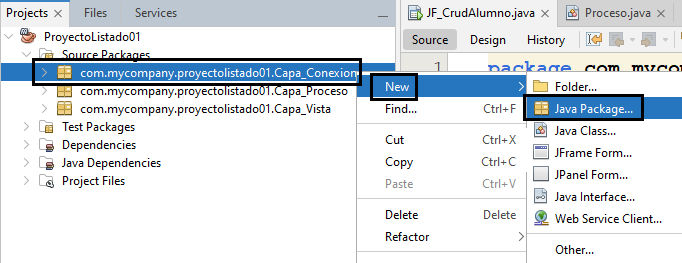 Projects × Files Services
JF_CrudAlumno.java × Proceso.java ×
Source Design
ProyectoListado01
Source Packages
com.mycompany.proyectolistado01.Capa_Conexion
com.mycompany.proyectolistado01.Capa_Proceso
com.mycompany.proyectolistado01.Capa_Vista
Test Packages
Dependencies
Java Dependencies
Project Files
package com.myco
New
Find... Ctrl+F
Cut Ctrl+X
Copy Ctrl+C
Paste Ctrl+V
Delete Delete
Refactor
Folder...
Java Package...
Java Class...
JFrame Form...
JPanel Form...
Java Interface...
Web Service Client...
Other...